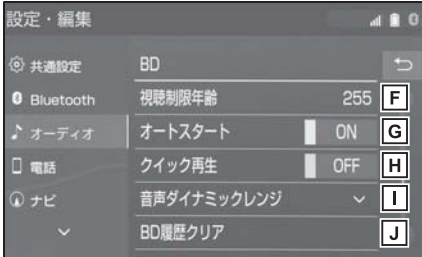 設定・編集
共通設定
BD
Bluetooth
視聴制限年齢 255 F
オーディオ
オートスタート ON G
電話
クイック再生 OFF H
ナビ
音声ダイナミックレンジ I
BD履歴クリア J